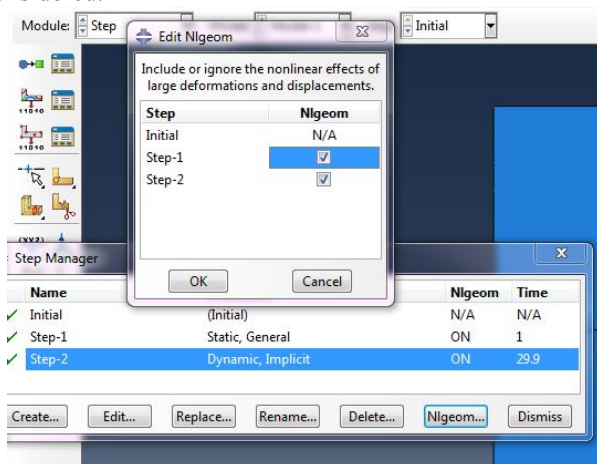 Module: Step Initial
Edit Nlgeom
Include or ignore the nonlinear effects of
large deformations and displacements.
Step Nlgeom
Initial N/A
Step-1
Step-2
OK Cancel
Step Manager
Name Nlgeom Time
Initial (Initial) N/A N/A
Step-1 Static, General ON 1
Step-2 Dynamic, Implicit ON 29.9
Create... Edit... Replace... Rename... Delete... Nlgeom... Dismiss